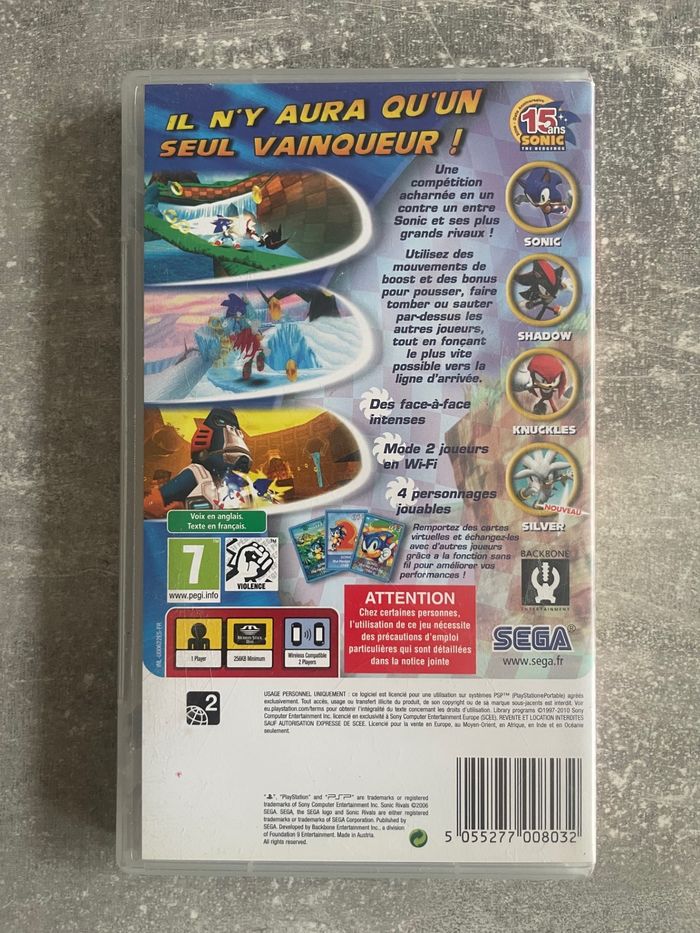 IL N'Y AURA QU'UN
SEUL VAINQUEUR !
15 ans
SONIC
THE HEDGEHOG
Une
compétition
acharnée en un
contre un entre
Sonic et ses plus
grands rivaux !
SONIC
Utilisez des
mouvements de
boost et des bonus
pour pousser, faire
tomber ou sauter
par-dessus les
autres joueurs,
tout en fonçant
le plus vite
possible vers la
ligne d'arrivée.
SHADOW
KNUCKLES
Des face-à-face
intenses
Mode 2 joueurs
en Wi-Fi
4 personnages
jouables
NOUVEAU
SILVER
Voix en anglais.
Texte en français.
Remportez des cartes
virtuelles et échangez-les
avec d'autres joueurs
grâce a la fonction sans
fil pour améliorer vos
performances !
7
www.pegi.info
VIOLENCE
BACKBONE
ENTERTAINMENT
ATTENTION
Chez certaines personnes,
l'utilisation de ce jeu nécessite
des précautions d'emploi
particulières qui sont détaillées
dans la notice jointe
SEGA®
www.sega.fr
1 Player
256KB Minimum
Wireless Compatible
2 Players
2
USAGE PERSONNEL UNIQUEMENT : ce logiciel est licencié pour une utilisation sur systèmes PSP™ (PlayStation®Portable) agréés
exclusivement. Tout accès, usage ou transfert illicite du produit, de son copyright ou de sa marque sous-jacents est interdit. Voir
eu.playstation.com/terms pour obtenir l'intégralité du texte concernant les droits d'utilisation. Library programs ©1997-2010 Sony
Computer Entertainment Inc. licencié en exclusivité à Sony Computer Entertainment Europe (SCEE). REVENTE ET LOCATION INTERDITES
SAUF AUTORISATION EXPRESSE DE SCEE. Licencié pour la vente en Europe, au Moyen-Orient, en Afrique, en Inde et en Océanie
seulement.
" ", "PlayStation" and "PSP" are trademarks or registered
trademarks of Sony Computer Entertainment Inc. Sonic Rivals ©2006
SEGA. SEGA, the SEGA logo and Sonic Rivals are either registered
trademarks or trademarks of SEGA Corporation. Published by
SEGA. Developed by Backbone Entertainment Inc., a division
of Foundation 9 Entertainment. Made in Austria.
All rights reserved.
5 055277 008032